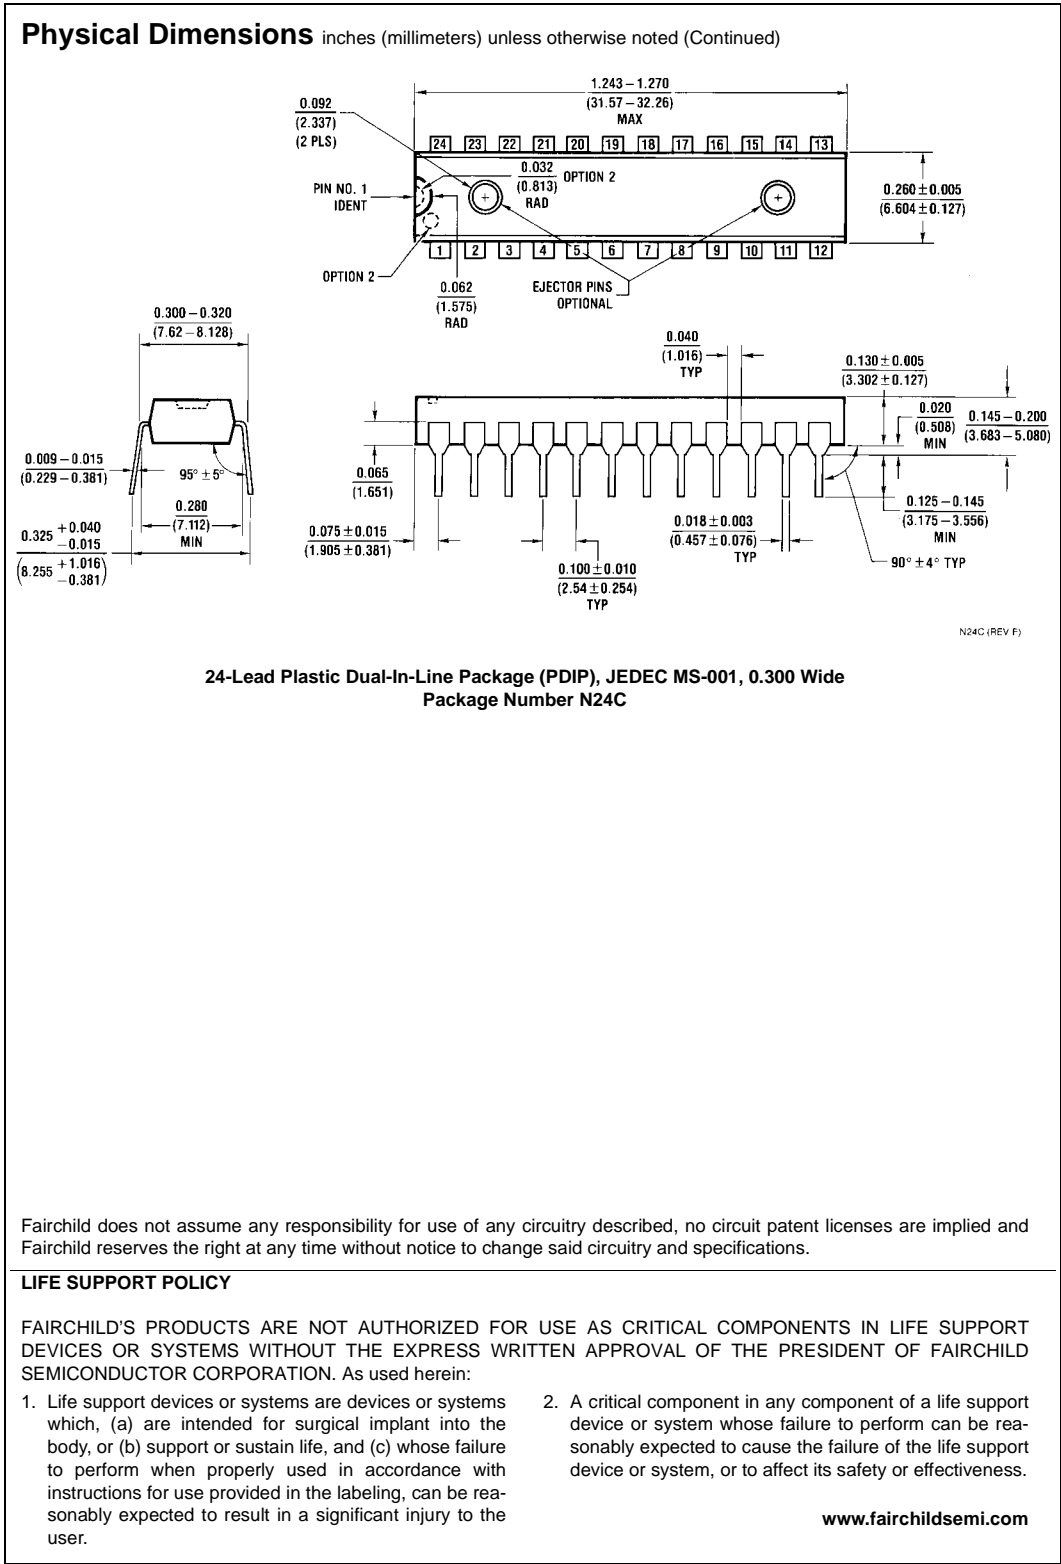 Physical Dimensions inches (millimeters) unless otherwise noted (Continued)
1.243 – 1.270
(31.57 – 32.26)
MAX
0.092
(2.337)
(2 PLS)
24 23 22 21 20 19 18 17 16 15 14 13
0.032
(0.813)
RAD
OPTION 2
PIN NO. 1
IDENT
0.260 ± 0.005
(6.604 ± 0.127)
1 2 3 4 5 6 7 8 9 10 11 12
OPTION 2
0.062
(1.575)
RAD
EJECTOR PINS
OPTIONAL
0.300 – 0.320
(7.62 – 8.128)
0.040
(1.016)
TYP
0.130 ± 0.005
(3.302 ± 0.127)
0.020
(0.508)
MIN
0.145 – 0.200
(3.683 – 5.080)
0.009 – 0.015
(0.229 – 0.381)
95° ± 5°
0.065
(1.651)
0.280
(7.112)
MIN
0.325 + 0.040
– 0.015
(8.255 + 1.016
– 0.381)
0.075 ± 0.015
(1.905 ± 0.381)
0.100 ± 0.010
(2.54 ± 0.254)
TYP
0.018 ± 0.003
(0.457 ± 0.076)
TYP
0.125 – 0.145
(3.175 – 3.556)
MIN
90° ± 4° TYP
N24C (REV F)
24-Lead Plastic Dual-In-Line Package (PDIP), JEDEC MS-001, 0.300 Wide
Package Number N24C
Fairchild does not assume any responsibility for use of any circuitry described, no circuit patent licenses are implied and
Fairchild reserves the right at any time without notice to change said circuitry and specifications.
LIFE SUPPORT POLICY
FAIRCHILD'S PRODUCTS ARE NOT AUTHORIZED FOR USE AS CRITICAL COMPONENTS IN LIFE SUPPORT
DEVICES OR SYSTEMS WITHOUT THE EXPRESS WRITTEN APPROVAL OF THE PRESIDENT OF FAIRCHILD
SEMICONDUCTOR CORPORATION. As used herein:
1. Life support devices or systems are devices or systems
which, (a) are intended for surgical implant into the
body, or (b) support or sustain life, and (c) whose failure
to perform when properly used in accordance with
instructions for use provided in the labeling, can be rea-
sonably expected to result in a significant injury to the
user.
2. A critical component in any component of a life support
device or system whose failure to perform can be rea-
sonably expected to cause the failure of the life support
device or system, or to affect its safety or effectiveness.
www.fairchildsemi.com